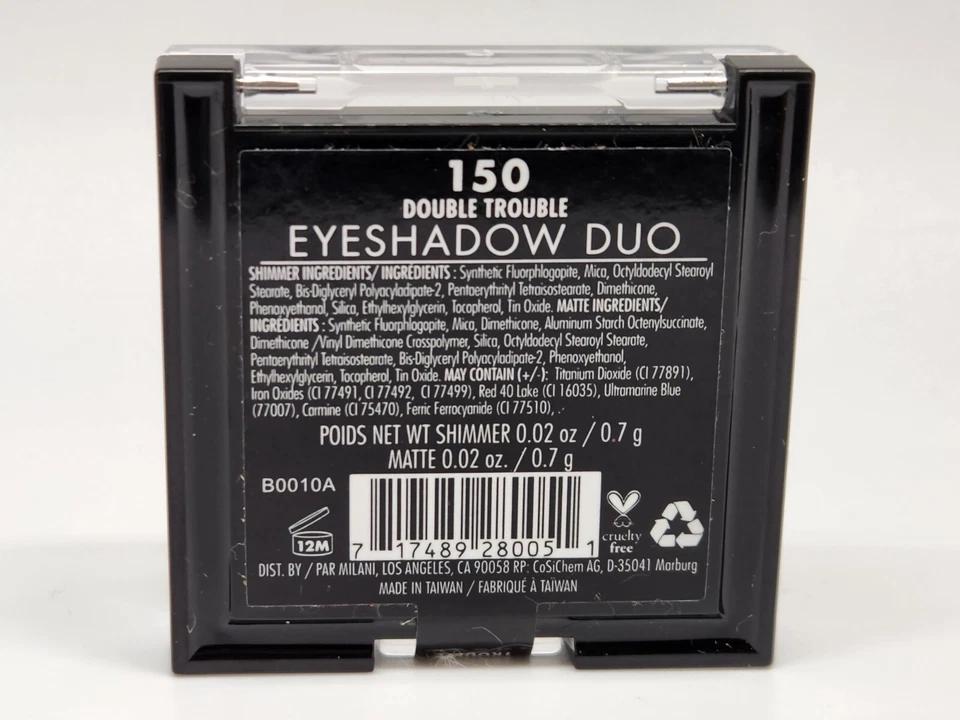 150
DOUBLE TROUBLE
EYESHADOW DUO
SHIMMER INGREDIENTS/ INGRÉDIENTS : Synthetic Fluorphlogopite, Mica, Octyldodecyl Stearoyl
Stearate, Bis-Diglyceryl Polyacyladipate-2, Pentaerythrityl Tetraisostearate, Dimethicone,
Phenoxyethanol, Silica, Ethylhexylglycerin, Tocopherol, Tin Oxide. MATTE INGREDIENTS/
INGRÉDIENTS : Synthetic Fluorphlogopite, Mica, Dimethicone, Aluminum Starch Octenylsuccinate,
Dimethicone /Vinyl Dimethicone Crosspolymer, Silica, Octyldodecyl Stearoyl Stearate,
Pentaerythrityl Tetraisostearate, Bis-Diglyceryl Polyacyladipate-2, Phenoxyethanol,
Ethylhexylglycerin, Tocopherol, Tin Oxide. MAY CONTAIN (+/-): Titanium Dioxide (CI 77891),
Iron Oxides (CI 77491, CI 77492, CI 77499), Red 40 Lake (CI 16035), Ultramarine Blue
(77007), Carmine (CI 75470), Ferric Ferrocyanide (CI 77510), .
POIDS NET WT SHIMMER 0.02 oz / 0.7 g
MATTE 0.02 oz. / 0.7 g
B0010A
12M
7 17489 28005 1
cruelty
free
DIST. BY / PAR MILANI, LOS ANGELES, CA 90058 RP: CoSiChem AG, D-35041 Marburg
MADE IN TAIWAN / FABRIQUÉ À TAÏWAN